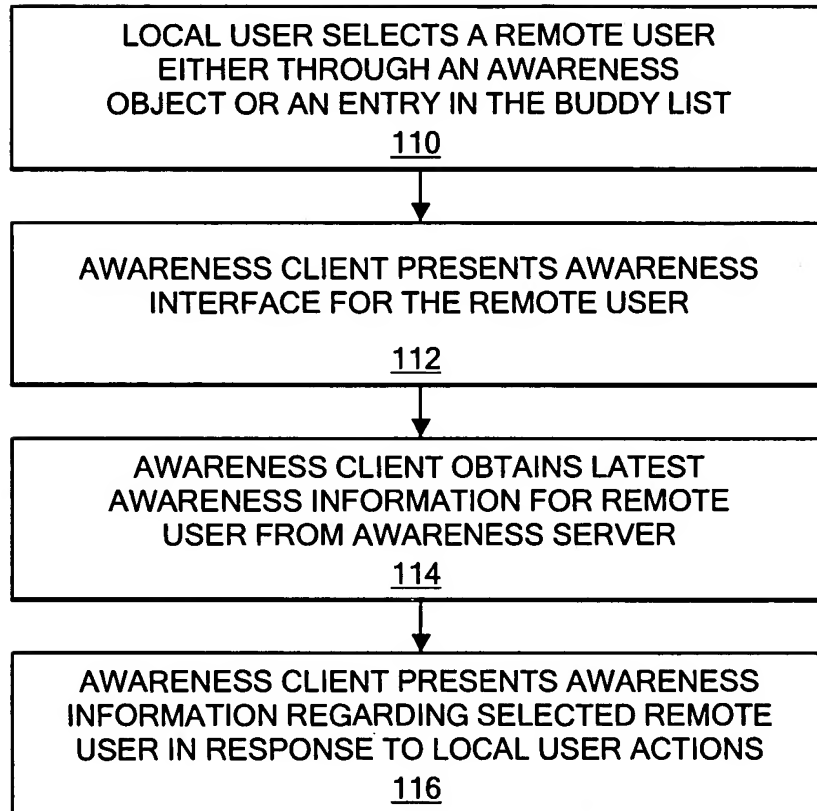 LOCAL USER SELECTS A REMOTE USER
EITHER THROUGH AN AWARENESS
OBJECT OR AN ENTRY IN THE BUDDY LIST
110
AWARENESS CLIENT PRESENTS AWARENESS
INTERFACE FOR THE REMOTE USER
112
AWARENESS CLIENT OBTAINS LATEST
AWARENESS INFORMATION FOR REMOTE
USER FROM AWARENESS SERVER
114
AWARENESS CLIENT PRESENTS AWARENESS
INFORMATION REGARDING SELECTED REMOTE
USER IN RESPONSE TO LOCAL USER ACTIONS
116